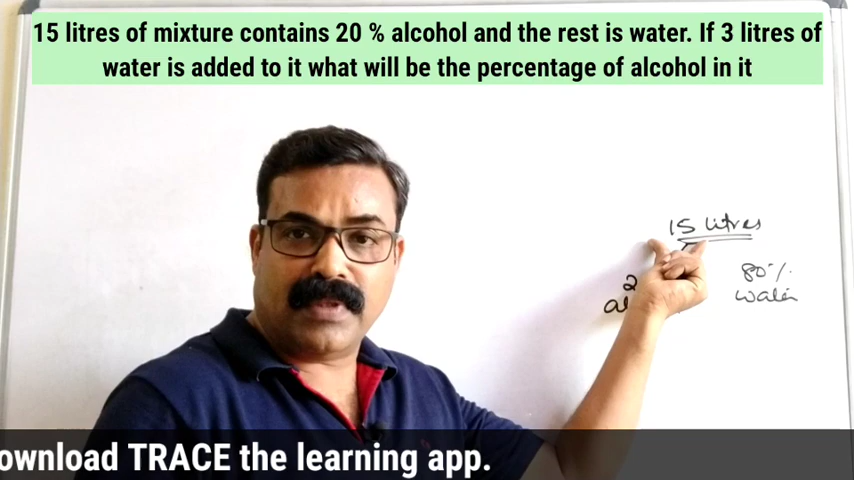 15 litres of mixture contains 20 % alcohol and the rest is water. If 3 litres of
water is added to it what will be the percentage of alcohol in it
15 litres
2
80%
al
water
ownload TRACE the learning app.